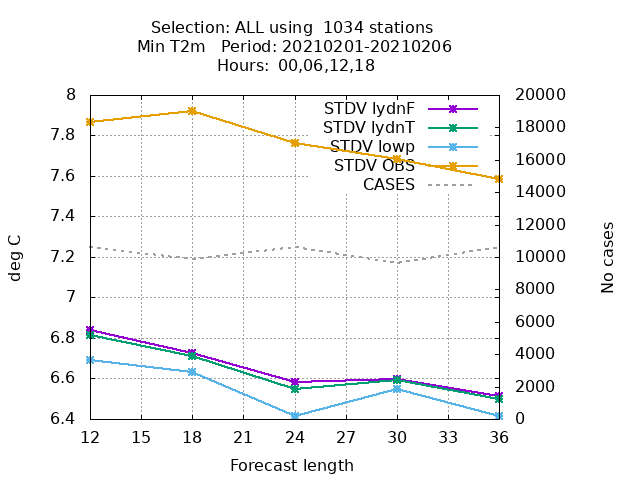 Selection: ALL using  1034 stations
Min T2m   Period: 20210201-20210206
Hours:  00,06,12,18
8
7.8
7.6
7.4
7.2
7
6.8
6.6
6.4
deg C
STDV lydnF
STDV lydnT
STDV lowp
STDV OBS
CASES
20000
18000
16000
14000
12000
10000
8000
6000
4000
2000
0
No cases
12 15 18 21 24 27 30 33 36
Forecast length